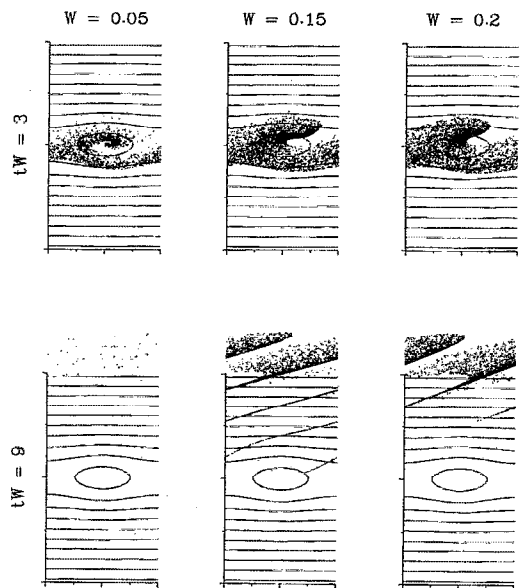 W = 0.05
W = 0.15
W = 0.2
tW = 3
tW = 9